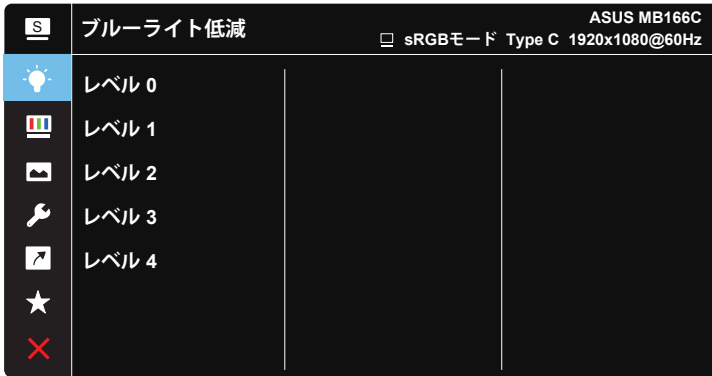 S
ブルーライト低減
ASUS MB166C
sRGBモード Type C 1920x1080@60Hz
レベル 0
レベル 1
レベル 2
レベル 3
レベル 4